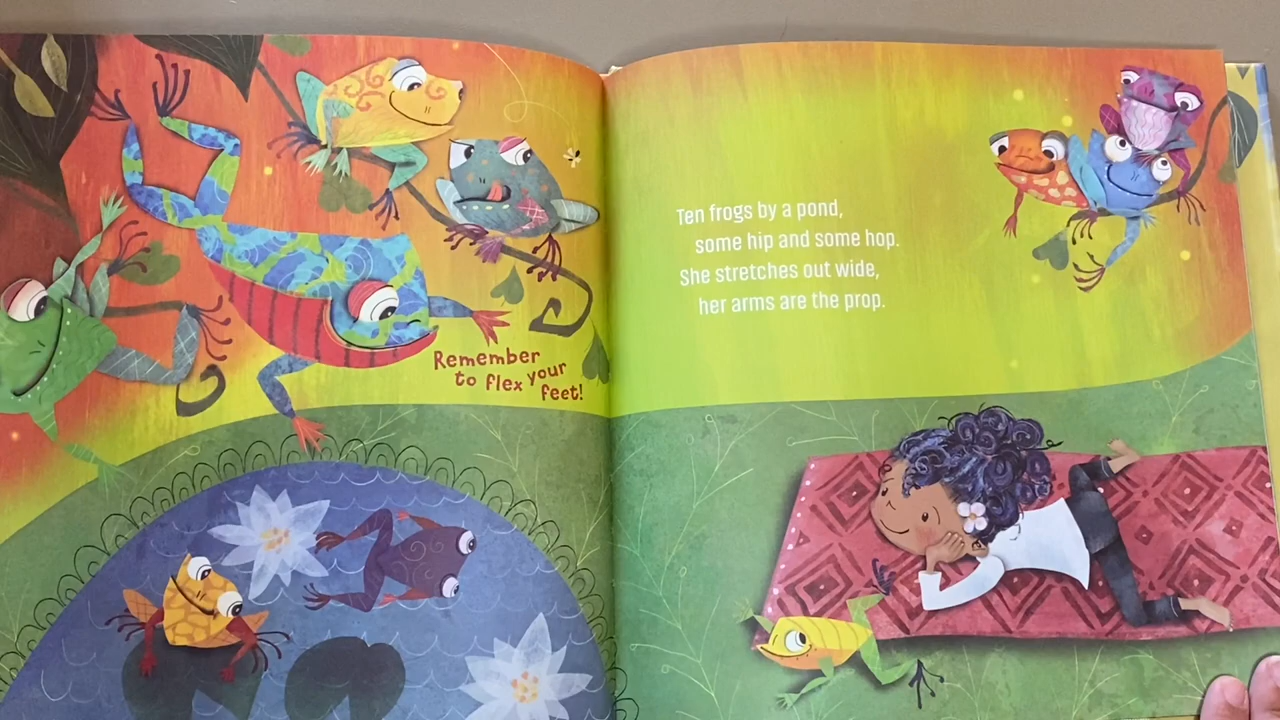 Remember
to flex your
feet!
Ten frogs by a pond,
some hip and some hop.
She stretches out wide,
her arms are the prop.